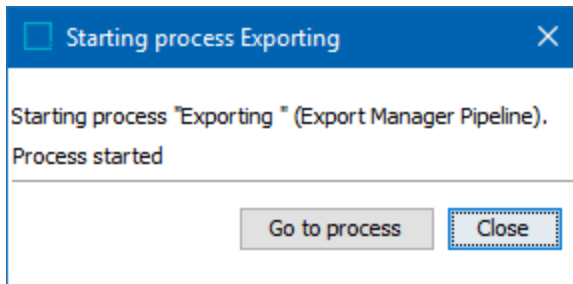 Starting process Exporting
Starting process "Exporting " (Export Manager Pipeline).
Process started
Go to process
Close